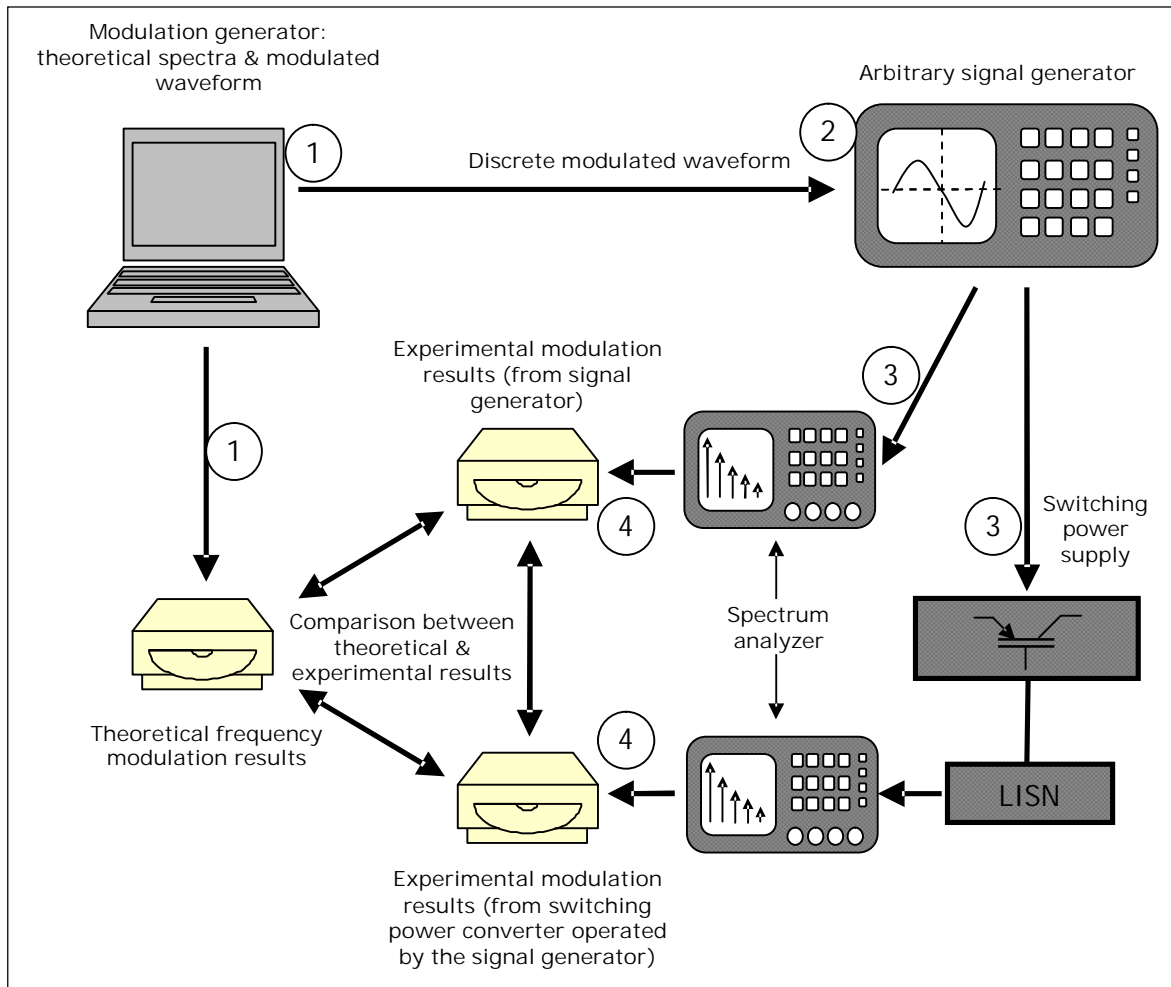 Modulation generator:
theoretical spectra & modulated
waveform
Arbitrary signal generator
1
2
Discrete modulated waveform
Experimental modulation
results (from signal
generator)
3
1
4
3
Switching
power
supply
Comparison between
theoretical &
experimental results
Spectrum
analyzer
Theoretical frequency
modulation results
4
LISN
Experimental modulation
results (from switching
power converter operated
by the signal generator)